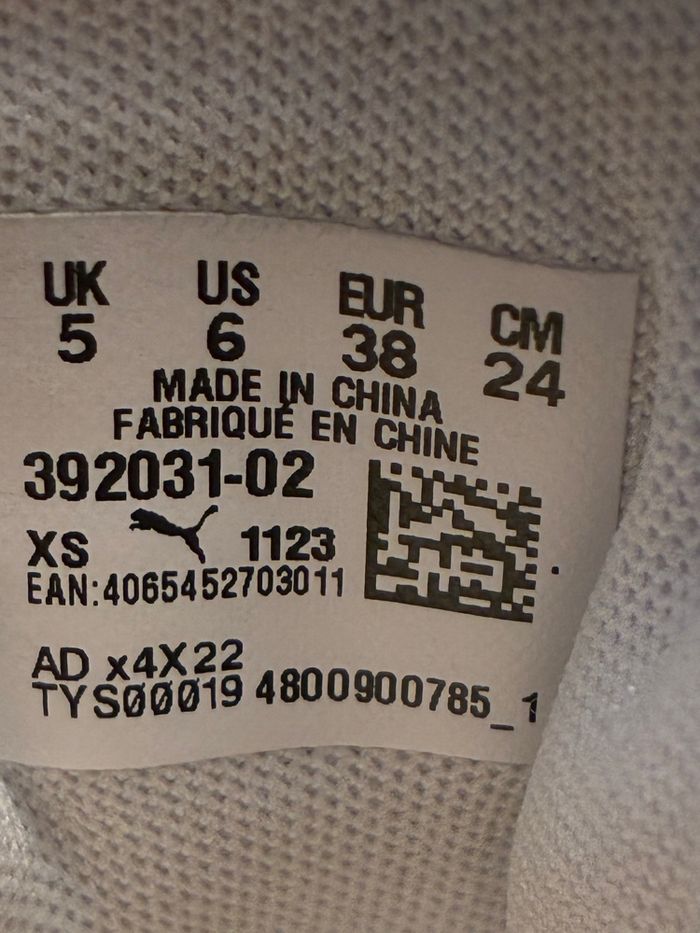 UK US EUR CM
5 6 38 24
MADE IN CHINA
FABRIQUÉ EN CHINE
392031-02
XS 1123
EAN:4065452703011
AD x4X22
TYS00019 4800900785_1